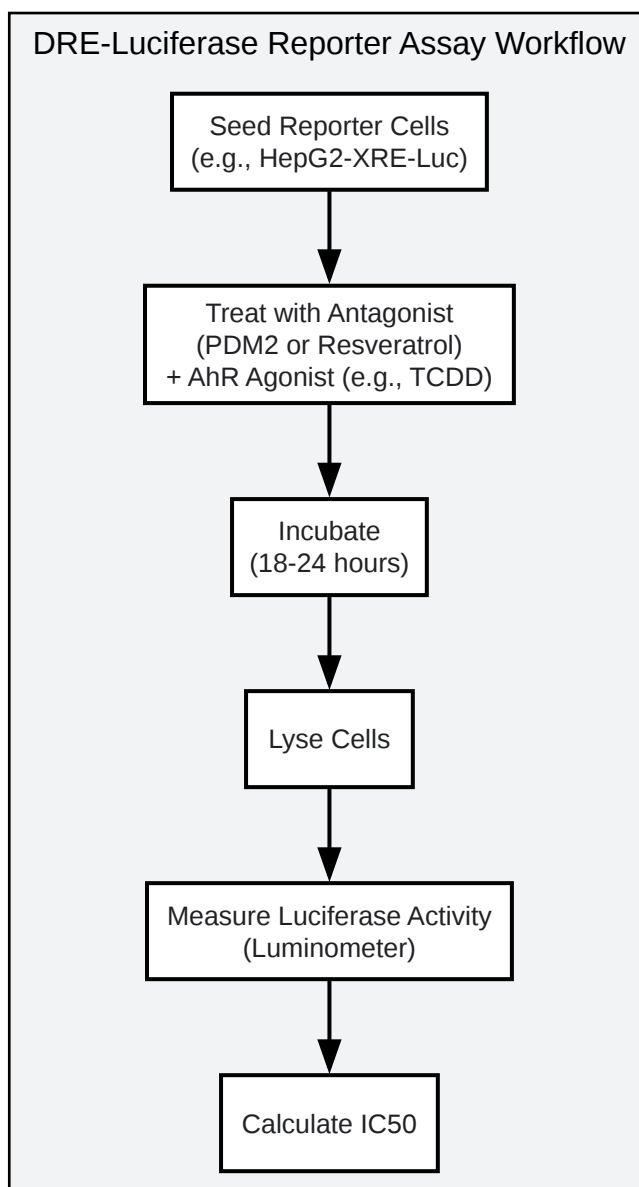 DRE-Luciferase Reporter Assay Workflow
Seed Reporter Cells
(e.g., HepG2-XRE-Luc)
Treat with Antagonist
(PDM2 or Resveratrol)
+ AhR Agonist (e.g., TCDD)
Incubate
(18-24 hours)
Lyse Cells
Measure Luciferase Activity
(Luminometer)
Calculate IC50